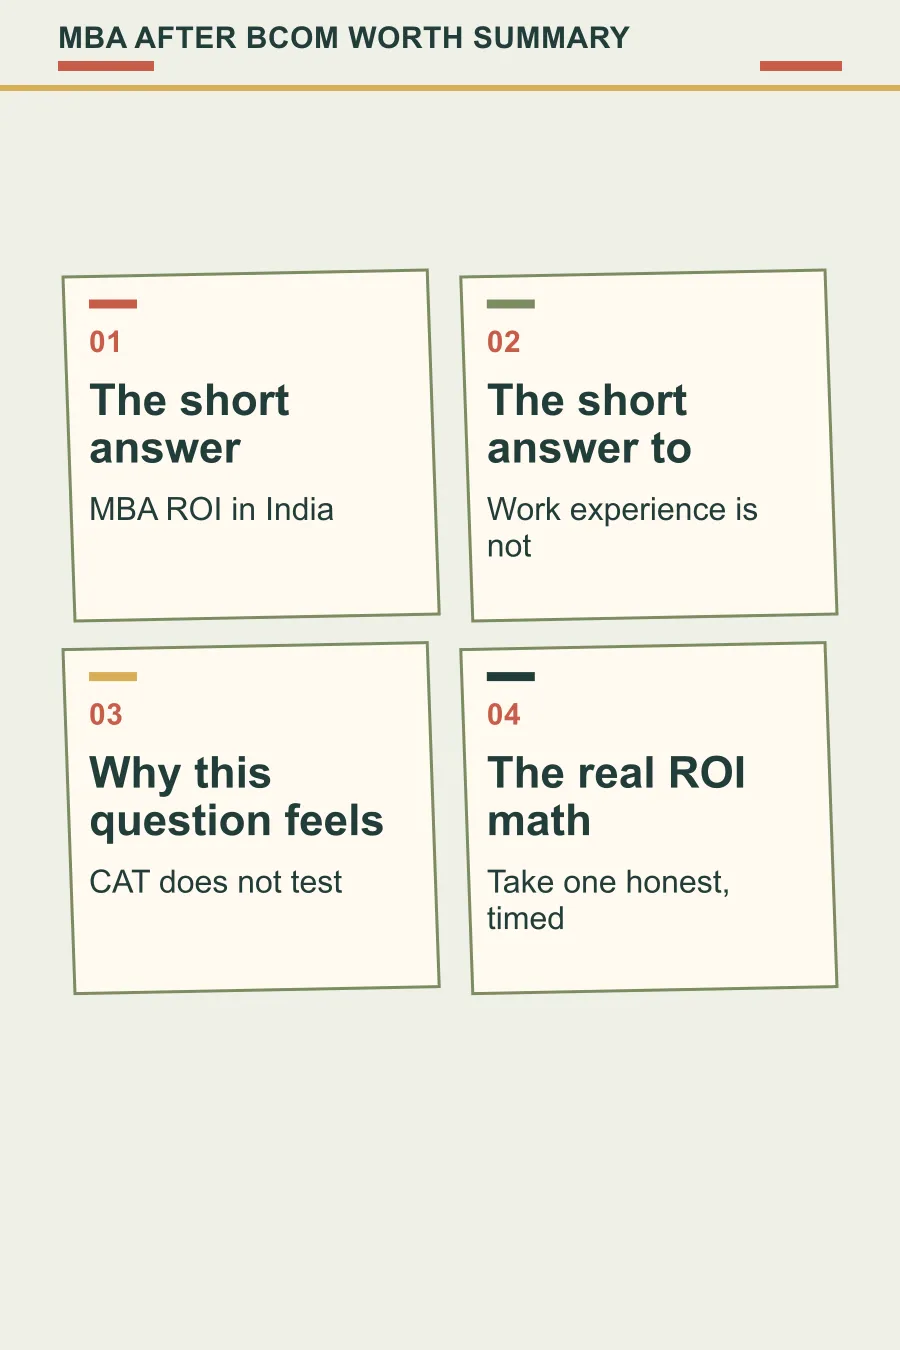 MBA AFTER BCOM WORTH SUMMARY
01
The short
answer
MBA ROI in India
02
The short
answer to
Work experience is
not
03
Why this
question feels
CAT does not test
04
The real ROI
math
Take one honest,
timed